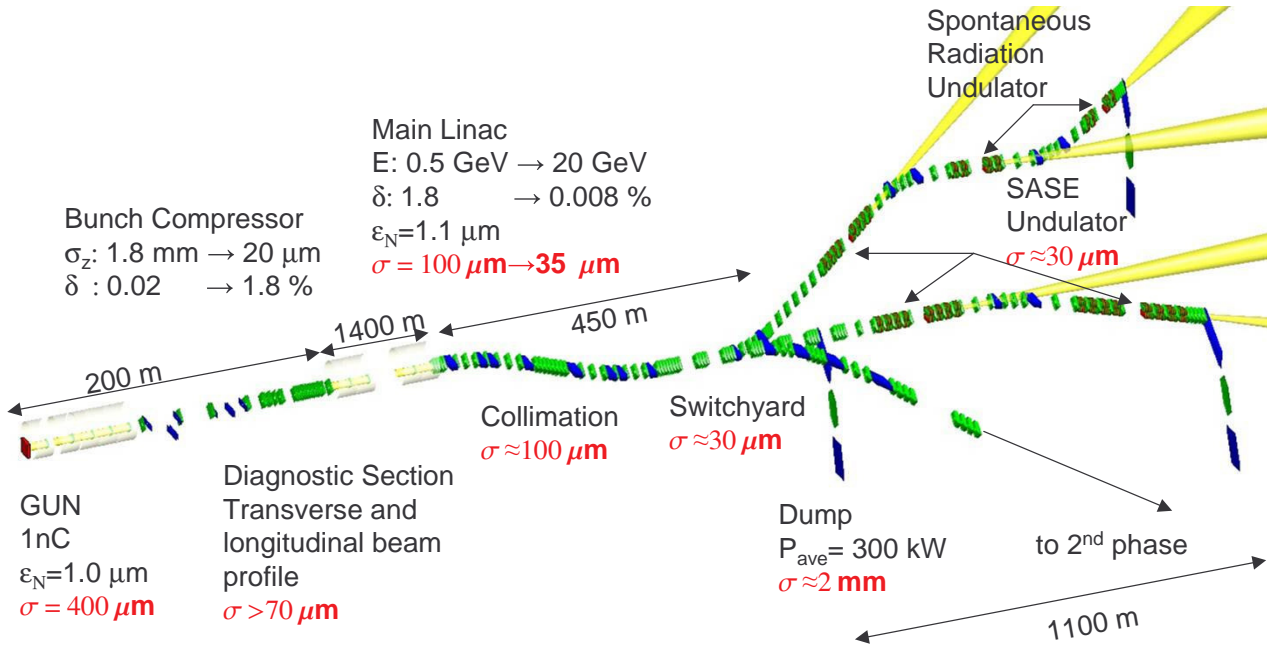 Spontaneous
Radiation
Undulator
Main Linac
E: 0.5 GeV → 20 GeV
δ: 1.8 → 0.008 %
εN=1.1 μm
σ = 100 μm→35 μm
Bunch Compressor
σz: 1.8 mm → 20 μm
δ : 0.02 → 1.8 %
SASE
Undulator
σ≈30 μm
200 m
1400 m
450 m
Collimation
σ≈100 μm
Switchyard
σ≈30 μm
GUN
1nC
εN=1.0 μm
σ = 400 μm
Diagnostic Section
Transverse and
longitudinal beam
profile
σ >70 μm
Dump
Pave= 300 kW
σ≈2 mm
to 2nd phase
1100 m